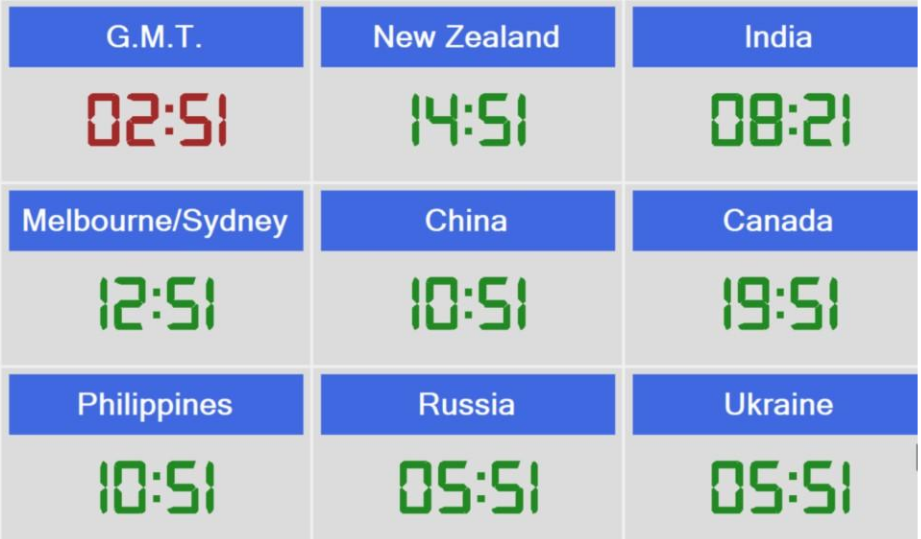 G.M.T. New Zealand India
02:51 14:51 08:21
Melbourne/Sydney China Canada
12:51 10:51 19:51
Philippines Russia Ukraine
10:51 05:51 05:51